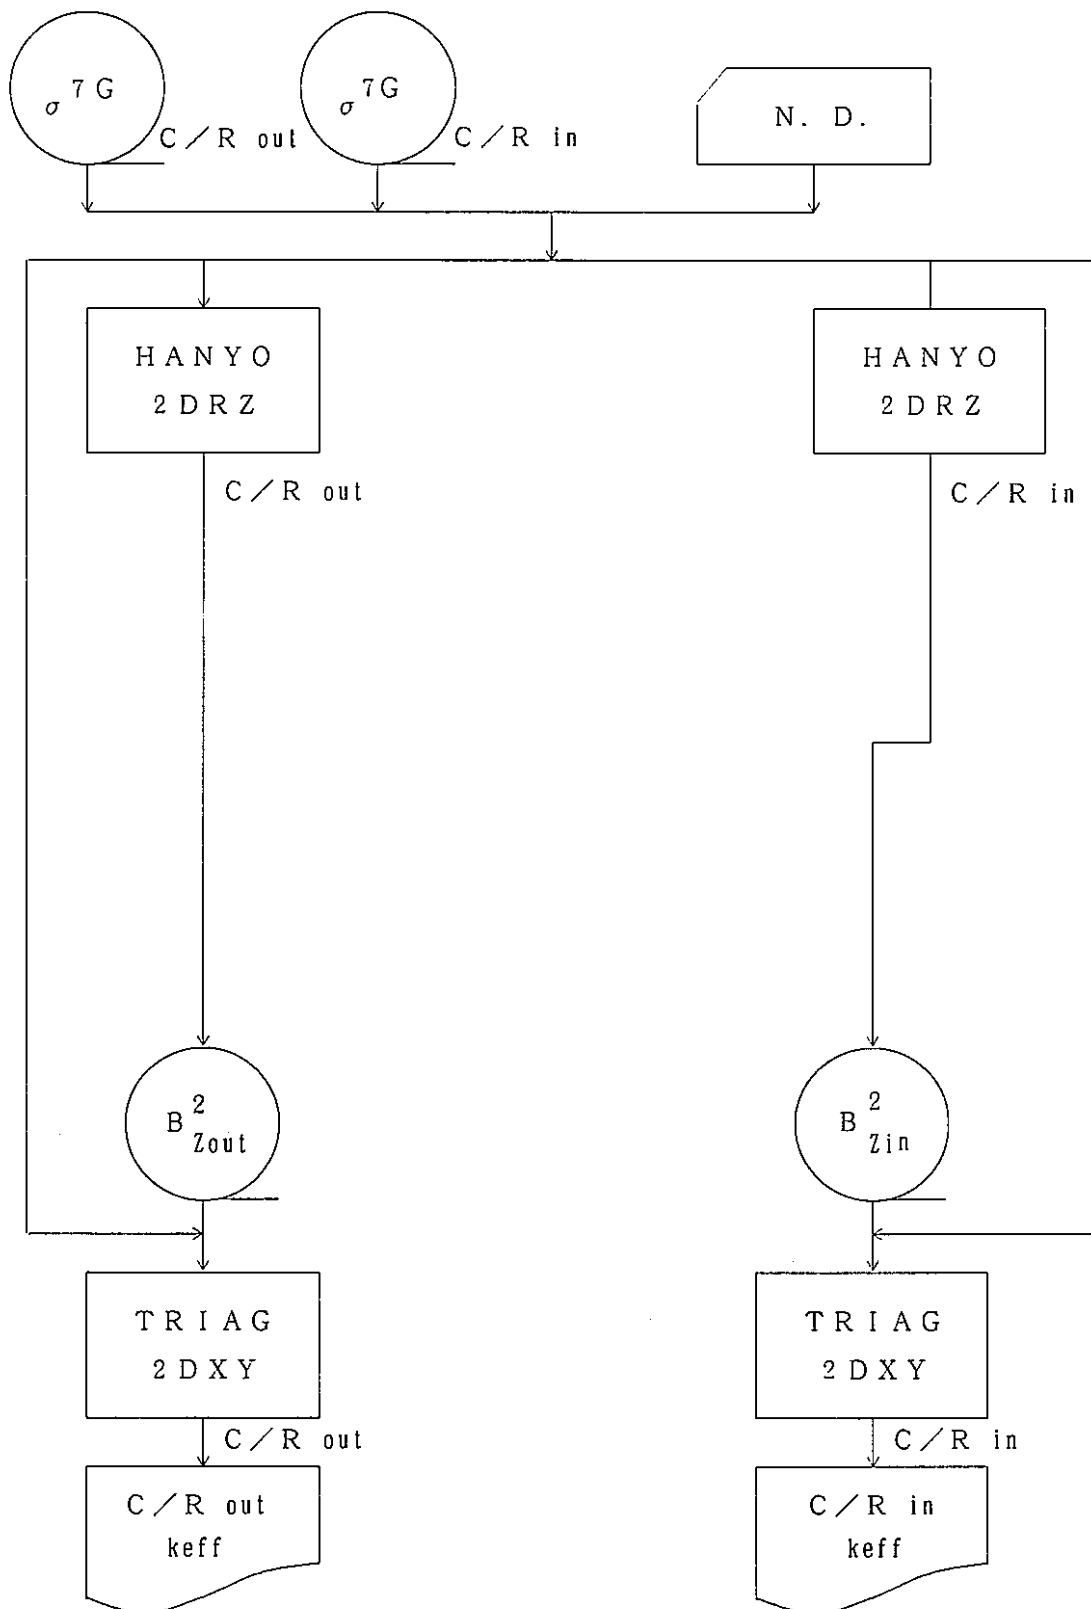 σ 7G
C/R out
σ 7G
C/R in
N. D.
HANYO
2DRZ
C/R out
HANYO
2DRZ
C/R in
B 2 Zout
B 2 Zin
TRIAG
2DXY
C/R out
TRIAG
2DXY
C/R in
C/R out
keff
C/R in
keff